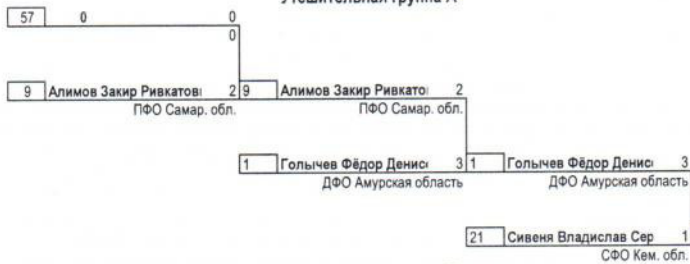 57 0 0
0
9 Алимов Закир Ривкатов 2 9 Алимов Закир Ривкато 2
ПФО Самар. обл. ПФО Самар. обл.
1 Голычев Фёдор Денис 3 1 Голычев Фёдор Денис 3
ДФО Амурская область ДФО Амурская область
21 Сивеня Владислав Сер 1
СФО Кем. обл.